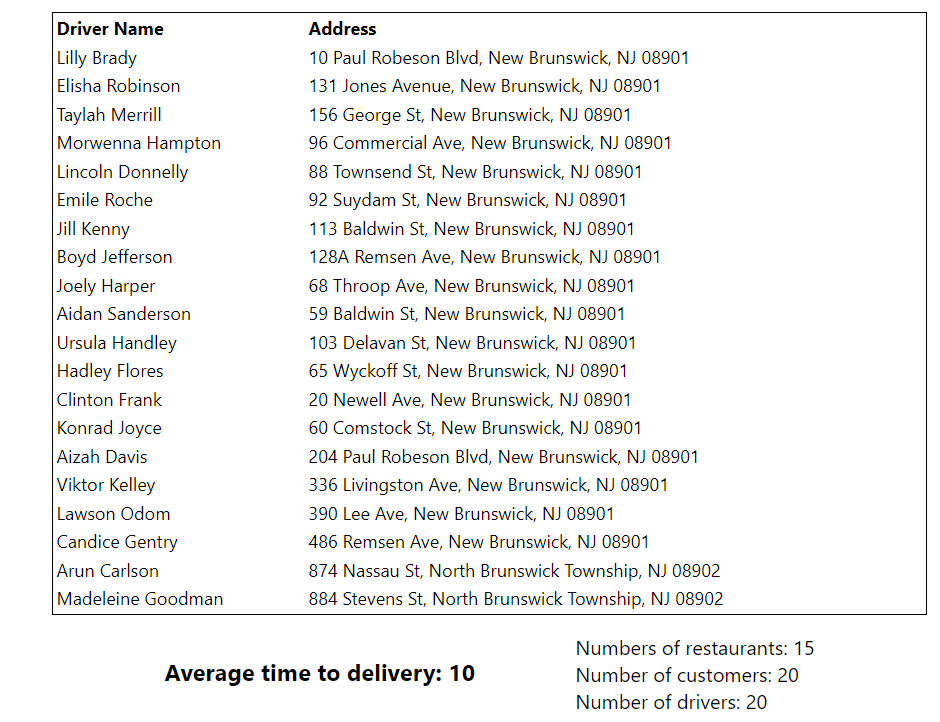 Driver Name Address
Lilly Brady 10 Paul Robeson Blvd, New Brunswick, NJ 08901
Elisha Robinson 131 Jones Avenue, New Brunswick, NJ 08901
Taylah Merrill 156 George St, New Brunswick, NJ 08901
Morwenna Hampton 96 Commercial Ave, New Brunswick, NJ 08901
Lincoln Donnelly 88 Townsend St, New Brunswick, NJ 08901
Emile Roche 92 Suydam St, New Brunswick, NJ 08901
Jill Kenny 113 Baldwin St, New Brunswick, NJ 08901
Boyd Jefferson 128A Remsen Ave, New Brunswick, NJ 08901
Joely Harper 68 Throop Ave, New Brunswick, NJ 08901
Aidan Sanderson 59 Baldwin St, New Brunswick, NJ 08901
Ursula Handley 103 Delavan St, New Brunswick, NJ 08901
Hadley Flores 65 Wyckoff St, New Brunswick, NJ 08901
Clinton Frank 20 Newell Ave, New Brunswick, NJ 08901
Konrad Joyce 60 Comstock St, New Brunswick, NJ 08901
Aizah Davis 204 Paul Robeson Blvd, New Brunswick, NJ 08901
Viktor Kelley 336 Livingston Ave, New Brunswick, NJ 08901
Lawson Odom 390 Lee Ave, New Brunswick, NJ 08901
Candice Gentry 486 Remsen Ave, New Brunswick, NJ 08901
Arun Carlson 874 Nassau St, North Brunswick Township, NJ 08902
Madeleine Goodman 884 Stevens St, North Brunswick Township, NJ 08902
Average time to delivery: 10
Numbers of restaurants: 15
Number of customers: 20
Number of drivers: 20